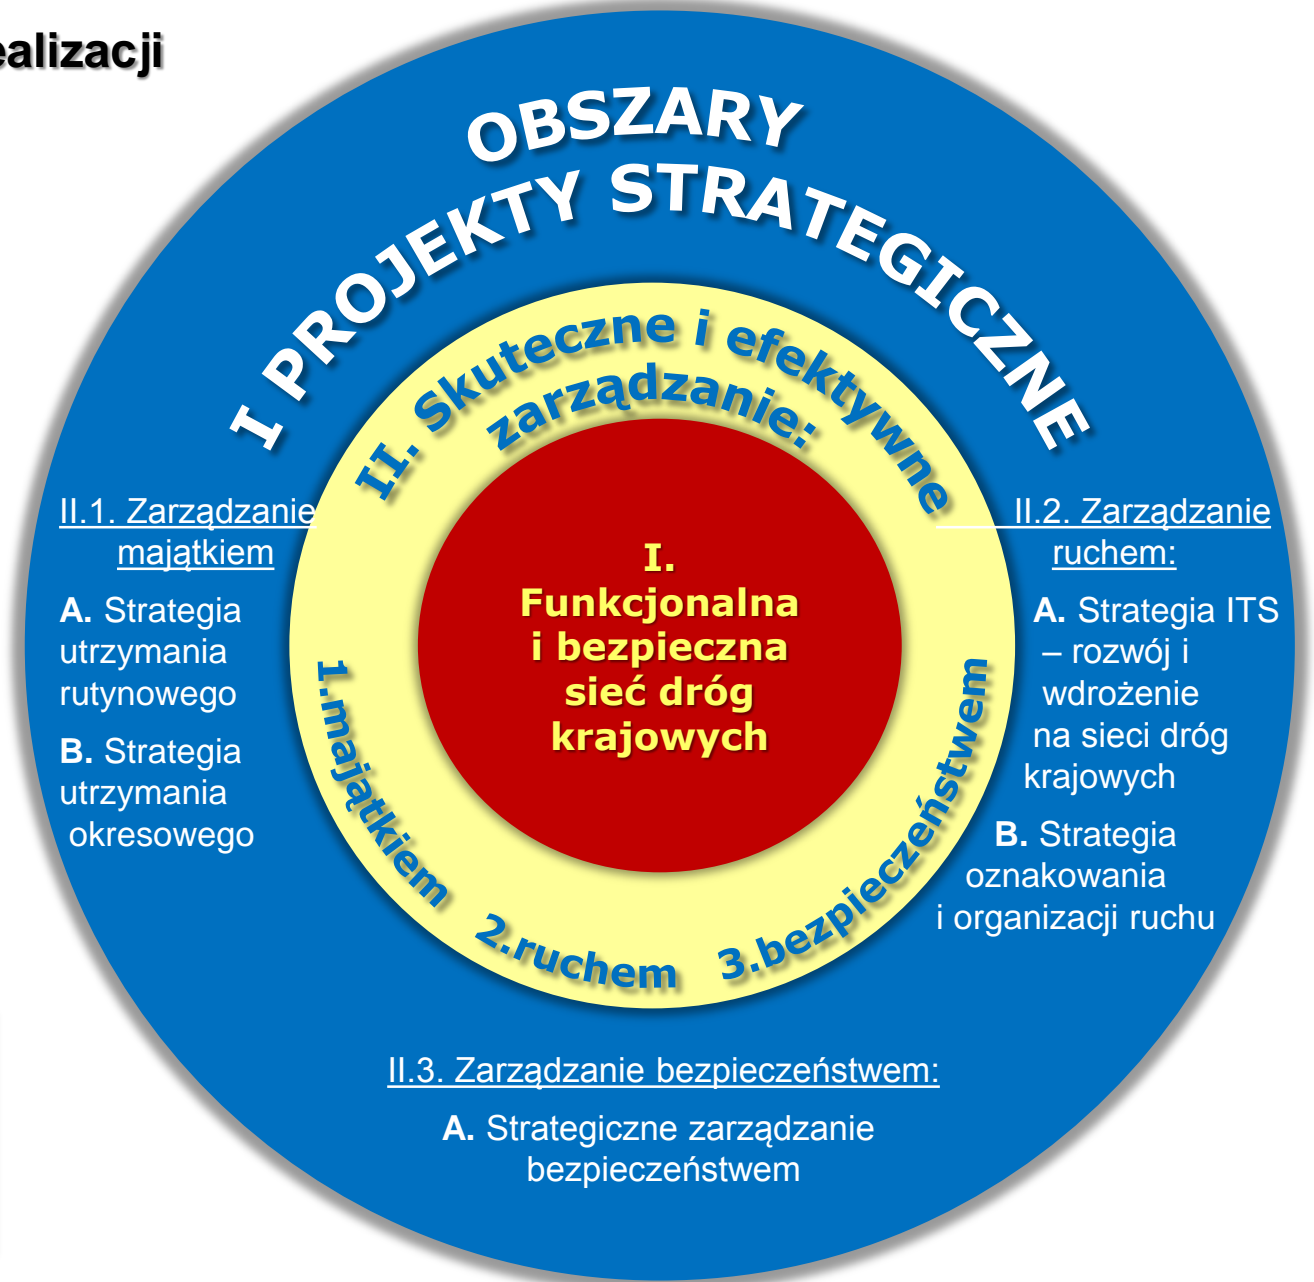 ealizacji
OBSZARY
I PROJEKTY STRATEGICZNE
II. Skuteczne i efektywne
zarządzanie:
1.majątkiem 2.ruchem 3.bezpieczeństwem
I.
Funkcjonalna
i bezpieczna
sieć dróg
krajowych
II.1. Zarządzanie
majątkiem
A. Strategia
utrzymania
rutynowego
B. Strategia
utrzymania
okresowego
II.2. Zarządzanie
ruchem:
A. Strategia ITS
– rozwój i
wdrożenie
na sieci dróg
krajowych
B. Strategia
oznakowania
i organizacji ruchu
II.3. Zarządzanie bezpieczeństwem:
A. Strategiczne zarządzanie
bezpieczeństwem